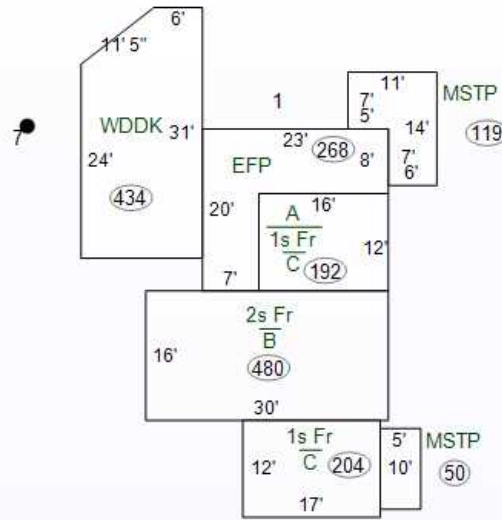 6'
11' 5"
11'
MSTP
7'
5'
119
14'
1
7
WDDK
31'
23'
268
EFP
8'
7'
6'
24'
434
20'
16'
A
1s Fr
C
192
12'
7'
2s Fr
B
16'
480
30'
1s Fr
C
204
12'
17'
5'
MSTP
10'
50